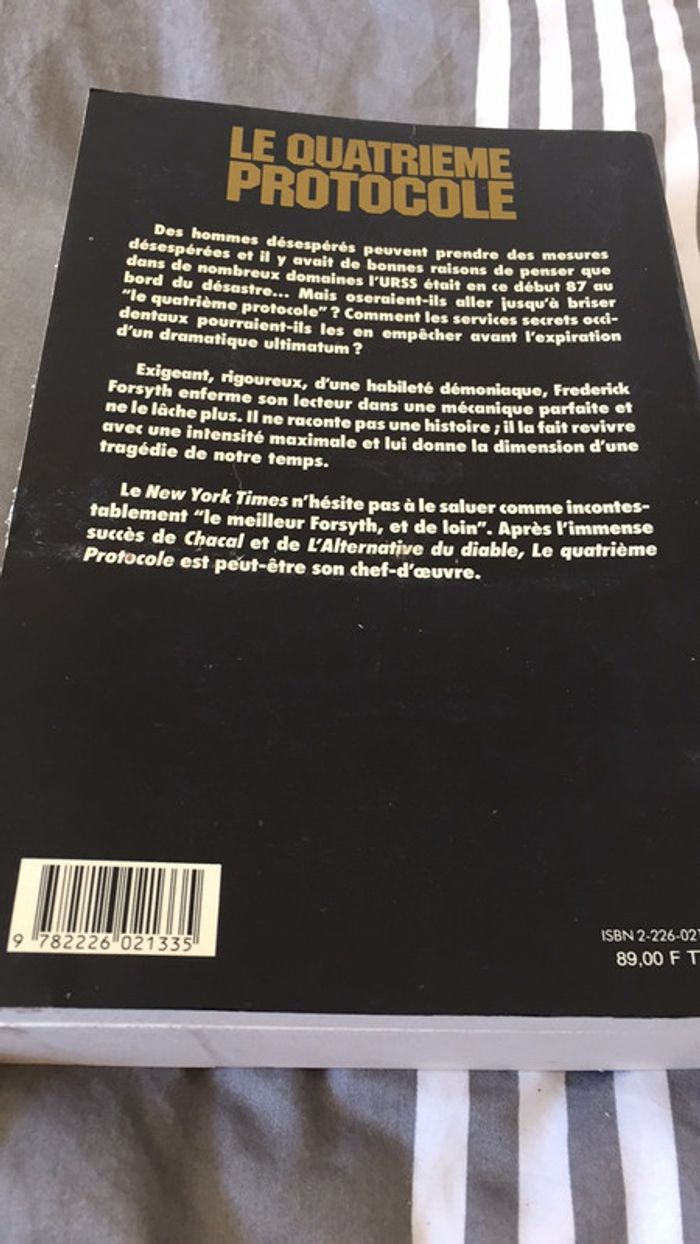 LE QUATRIEME
PROTOCOLE
Des hommes désespérés peuvent prendre des mesures
désespérées et il y avait de bonnes raisons de penser que
dans de nombreux domaines l'URSS était en ce début 87 au
bord du désastre... Mais oseraient-ils aller jusqu'à briser
"le quatrième protocole" ? Comment les services secrets occi-
dentaux pourraient-ils les en empêcher avant l'expiration
d'un dramatique ultimatum ?
Exigeant, rigoureux, d'une habileté démoniaque, Frederick
Forsyth enferme son lecteur dans une mécanique parfaite et
ne le lâche plus. Il ne raconte pas une histoire ; il la fait revivre
avec une intensité maximale et lui donne la dimension d'une
tragédie de notre temps.
Le New York Times n'hésite pas à le saluer comme incontes-
tablement "le meilleur Forsyth, et de loin". Après l'immense
succès de Chacal et de L'Alternative du diable, Le quatrième
Protocole est peut-être son chef-d'œuvre.
9 782226 021335
ISBN 2-226-021
89,00 F T